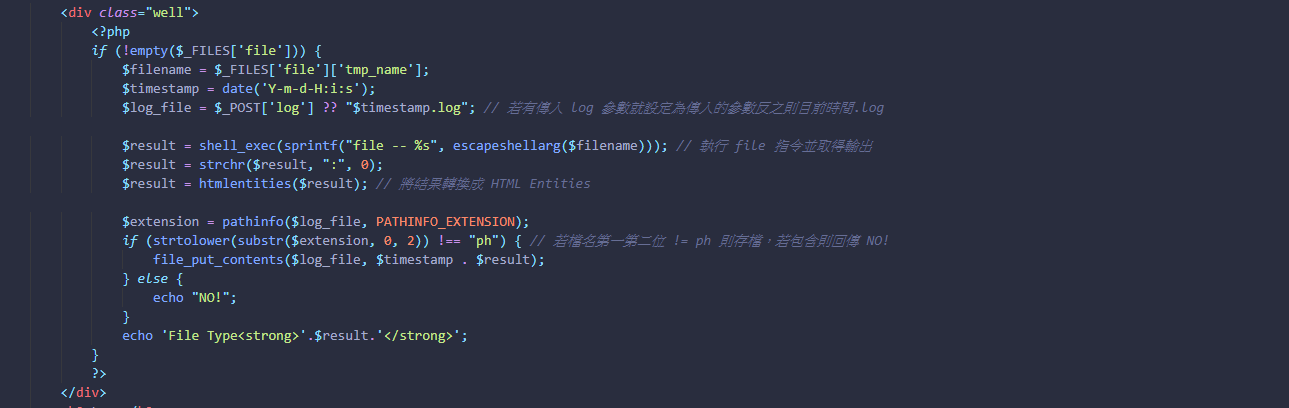 <div class="well">
<?php
if (!empty($_FILES['file'])) {
$filename = $_FILES['file']['tmp_name'];
$timestamp = date('Y-m-d-H:i:s');
$log_file = $_POST['log'] ?? "$timestamp.log"; // 若有傳入 log 參數就設定為傳入的參數反之則目前時間.log
$result = shell_exec(sprintf("file -- %s", escapeshellarg($filename))); // 執行 file 指令並取得輸出
$result = strchr($result, ":", 0);
$result = htmlentities($result); // 將結果轉換成 HTML Entities
$extension = pathinfo($log_file, PATHINFO_EXTENSION);
if (strtolower(substr($extension, 0, 2)) !== "ph") { // 若檔名第一第二位 != ph 則存檔，若包含則回傳 NO!
file_put_contents($log_file, $timestamp . $result);
} else {
echo "NO!";
}
echo 'File Type<strong>'.$result.'</strong>';
}
?>
</div>